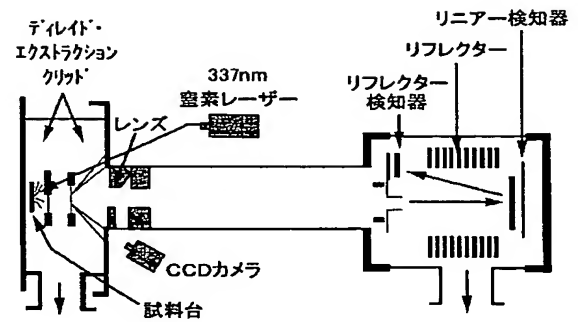 ﾃﾞｨﾚｲﾄﾞ･
ｴｸｽﾄﾗｸｼｮﾝ
ｸﾘｯﾄﾞ
337nm
窒素レーザー
レンズ
リニアー検知器
リフレクター
リフレクター
検知器
CCDカメラ
試料台